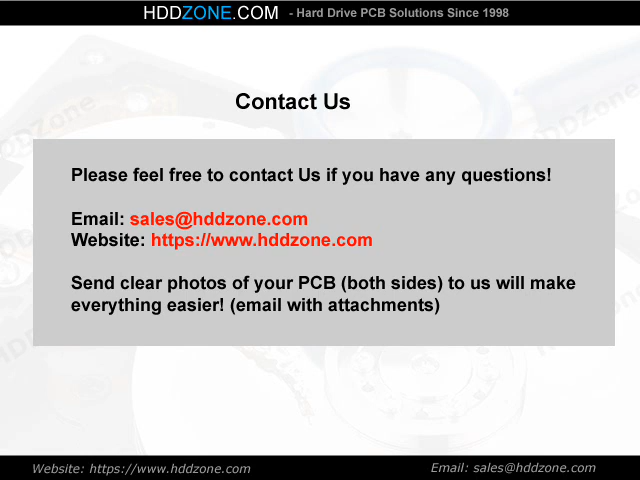 HDDZONE.COM - Hard Drive PCB Solutions Since 1998
HDDZone
HDDZone
Contact Us
Please feel free to contact Us if you have any questions!
Email: sales@hddzone.com
Website: https://www.hddzone.com
Send clear photos of your PCB (both sides) to us will make
everything easier! (email with attachments)
Website: https://www.hddzone.com
Email: sales@hddzone.com